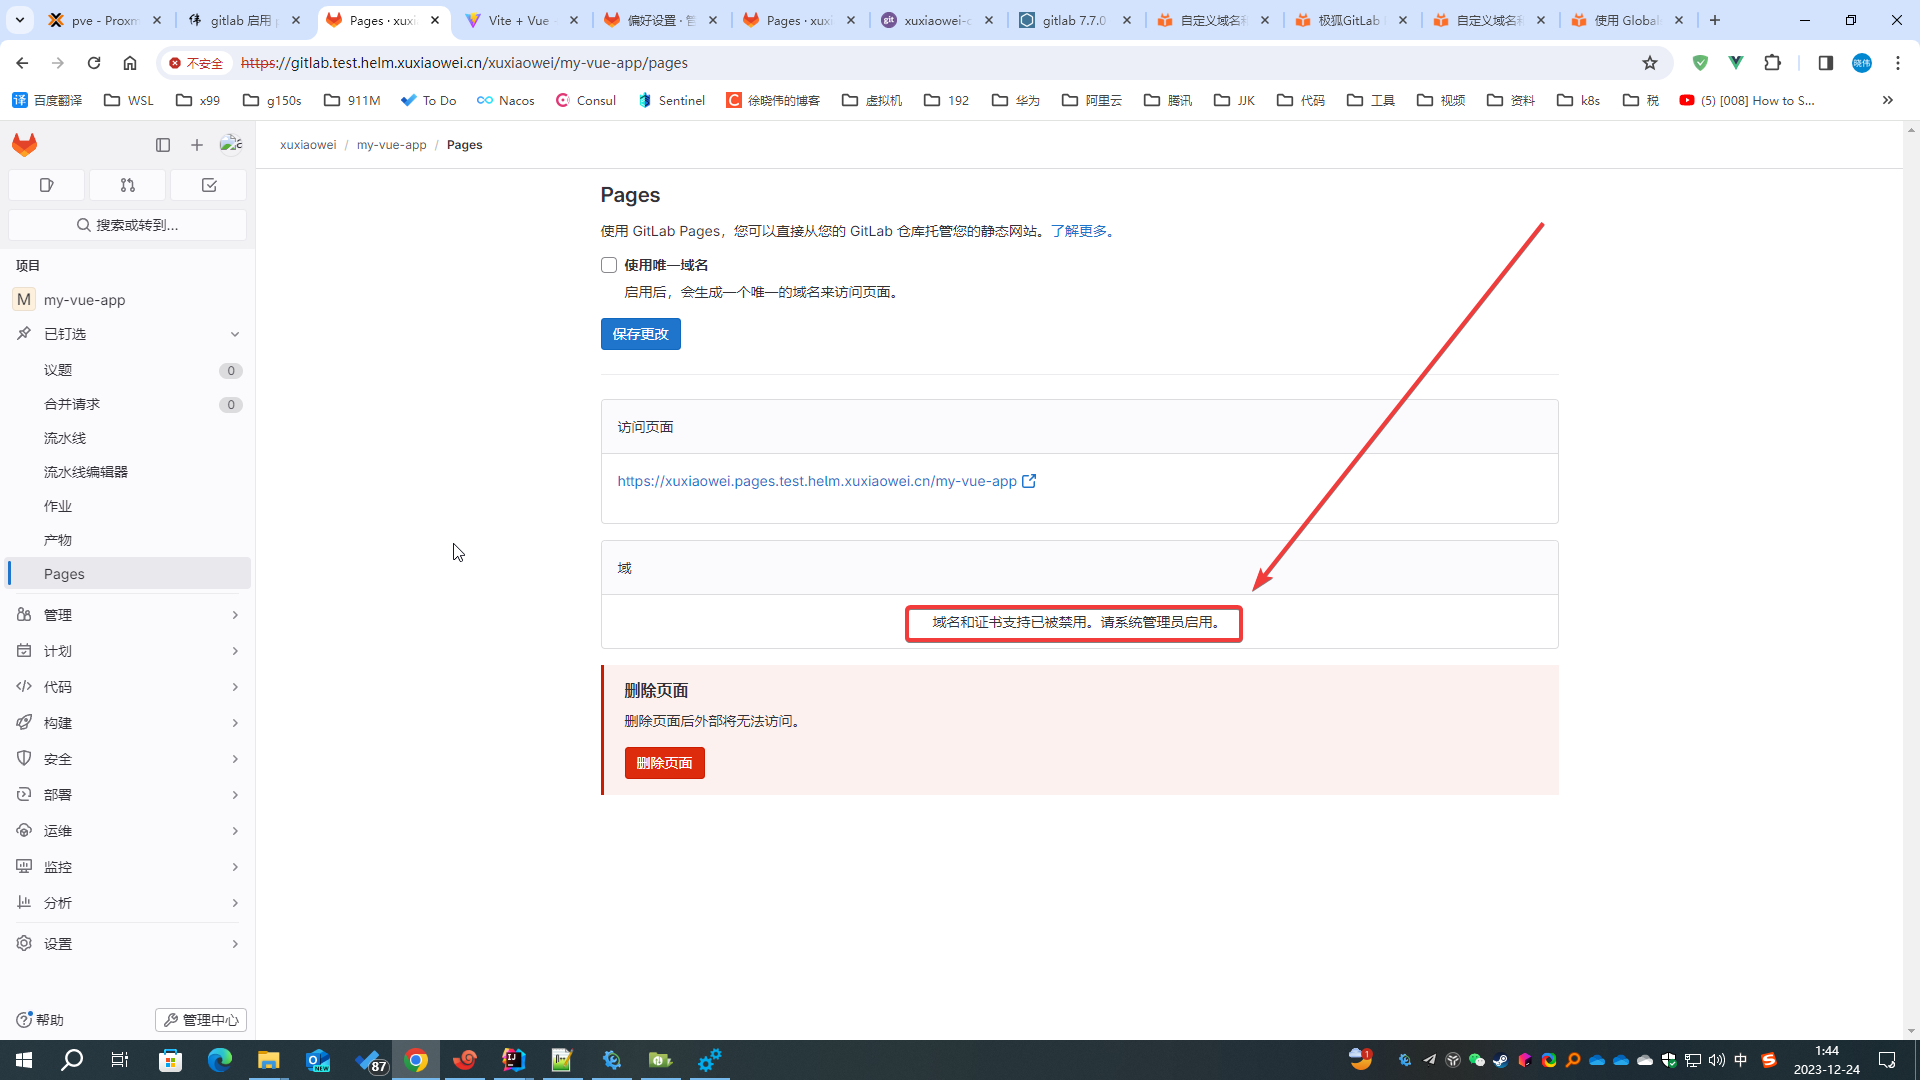 pve - Proxm
gitlab 启用
Pages · xuxi
Vite + Vue
偏好设置 · 管
Pages · xuxi
xuxiaowei-c
gitlab 7.7.0
自定义域名和
极狐GitLab
自定义域名和
使用 Global
不安全
https://gitlab.test.helm.xuxiaowei.cn/xuxiaowei/my-vue-app/pages
晓伟
译 百度翻译
WSL
x99
g150s
911M
To Do
Nacos
Consul
Sentinel
C 徐晓伟的博客
虚拟机
192
华为
阿里云
腾讯
JJK
代码
工具
视频
资料
k8s
税
(5) [008] How to S...
xuxiaowei / my-vue-app / Pages
搜索或转到...
项目
M my-vue-app
已钉选
议题 0
合并请求 0
流水线
流水线编辑器
作业
产物
Pages
管理
计划
代码
构建
安全
部署
运维
监控
分析
设置
帮助
管理中心
Pages
使用 GitLab Pages，您可以直接从您的 GitLab 仓库托管您的静态网站。了解更多。
使用唯一域名
启用后，会生成一个唯一的域名来访问页面。
保存更改
访问页面
https://xuxiaowei.pages.test.helm.xuxiaowei.cn/my-vue-app
域
域名和证书支持已被禁用。请系统管理员启用。
删除页面
删除页面后外部将无法访问。
删除页面
NEW
87
1
中
1:44
2023-12-24